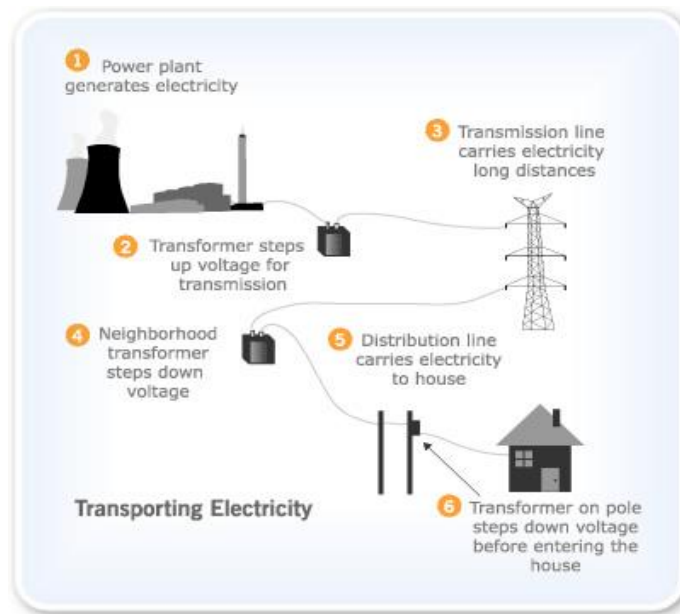 1 Power plant
generates electricity
3 Transmission line
carries electricity
long distances
2 Transformer steps
up voltage for
transmission
4 Neighborhood
transformer
steps down
voltage
5 Distribution line
carries electricity
to house
6 Transformer on pole
steps down voltage
before entering the
house
Transporting Electricity